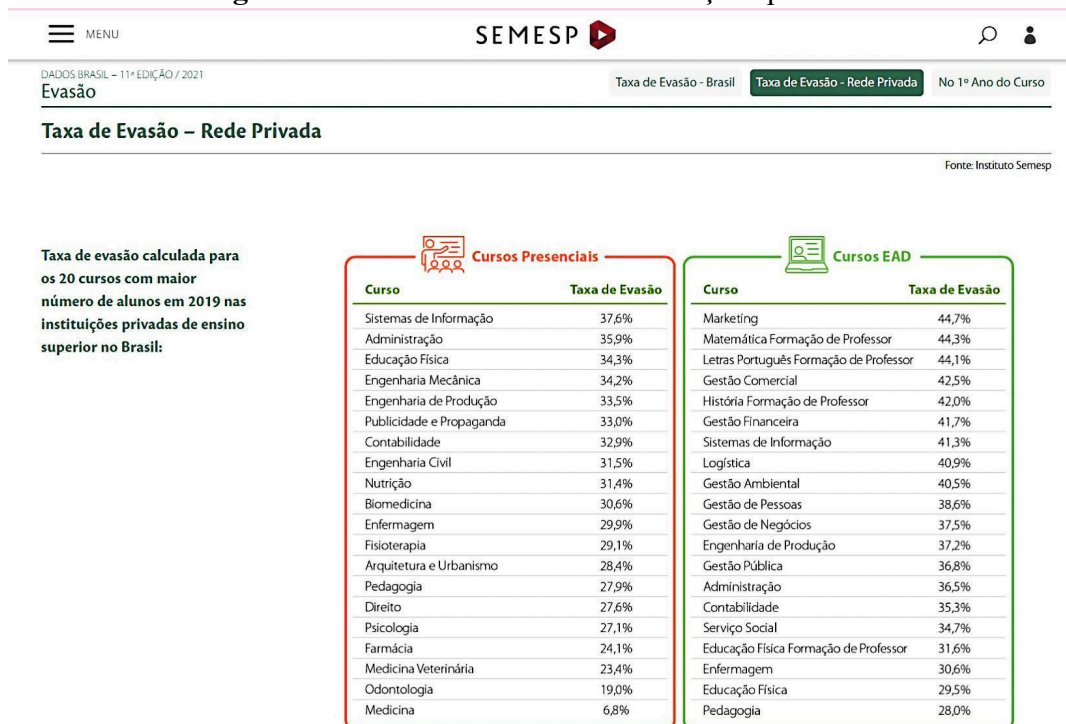 MENU
SEMESP
DADOS BRASIL – 11ª EDIÇÃO / 2021
Evasão
Taxa de Evasão - Brasil
Taxa de Evasão - Rede Privada
No 1º Ano do Curso
Taxa de Evasão – Rede Privada
Fonte: Instituto Semesp
Taxa de evasão calculada para
os 20 cursos com maior
número de alunos em 2019 nas
instituições privadas de ensino
superior no Brasil:
Cursos Presenciais
Curso Taxa de Evasão
Sistemas de Informação 37,6%
Administração 35,9%
Educação Física 34,3%
Engenharia Mecânica 34,2%
Engenharia de Produção 33,5%
Publicidade e Propaganda 33,0%
Contabilidade 32,9%
Engenharia Civil 31,5%
Nutrição 31,4%
Biomedicina 30,6%
Enfermagem 29,9%
Fisioterapia 29,1%
Arquitetura e Urbanismo 28,4%
Pedagogia 27,9%
Direito 27,6%
Psicologia 27,1%
Farmácia 24,1%
Medicina Veterinária 23,4%
Odontologia 19,0%
Medicina 6,8%
Cursos EAD
Curso Taxa de Evasão
Marketing 44,7%
Matemática Formação de Professor 44,3%
Letras Português Formação de Professor 44,1%
Gestão Comercial 42,5%
História Formação de Professor 42,0%
Gestão Financeira 41,7%
Sistemas de Informação 41,3%
Logística 40,9%
Gestão Ambiental 40,5%
Gestão de Pessoas 38,6%
Gestão de Negócios 37,5%
Engenharia de Produção 37,2%
Gestão Pública 36,8%
Administração 36,5%
Contabilidade 35,3%
Serviço Social 34,7%
Educação Física Formação de Professor 31,6%
Enfermagem 30,6%
Educação Física 29,5%
Pedagogia 28,0%